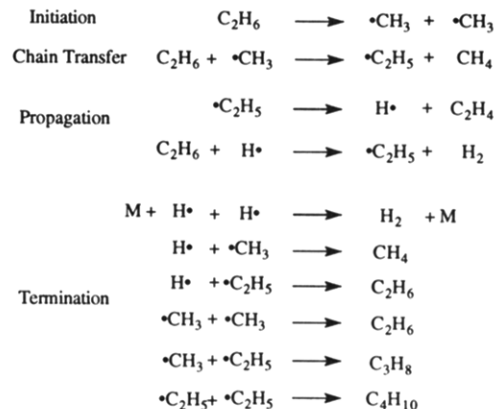 Initiation C₂H₆ ⟶ •CH₃ + •CH₃
Chain Transfer C₂H₆ + •CH₃ ⟶ •C₂H₅ + CH₄
•C₂H₅ ⟶ H• + C₂H₄
Propagation
C₂H₆ + H• ⟶ •C₂H₅ + H₂
M + H• + H• ⟶ H₂ + M
H• + •CH₃ ⟶ CH₄
H• + •C₂H₅ ⟶ C₂H₆
Termination
•CH₃ + •CH₃ ⟶ C₂H₆
•CH₃ + •C₂H₅ ⟶ C₃H₈
•C₂H₅+ •C₂H₅ ⟶ C₄H₁₀